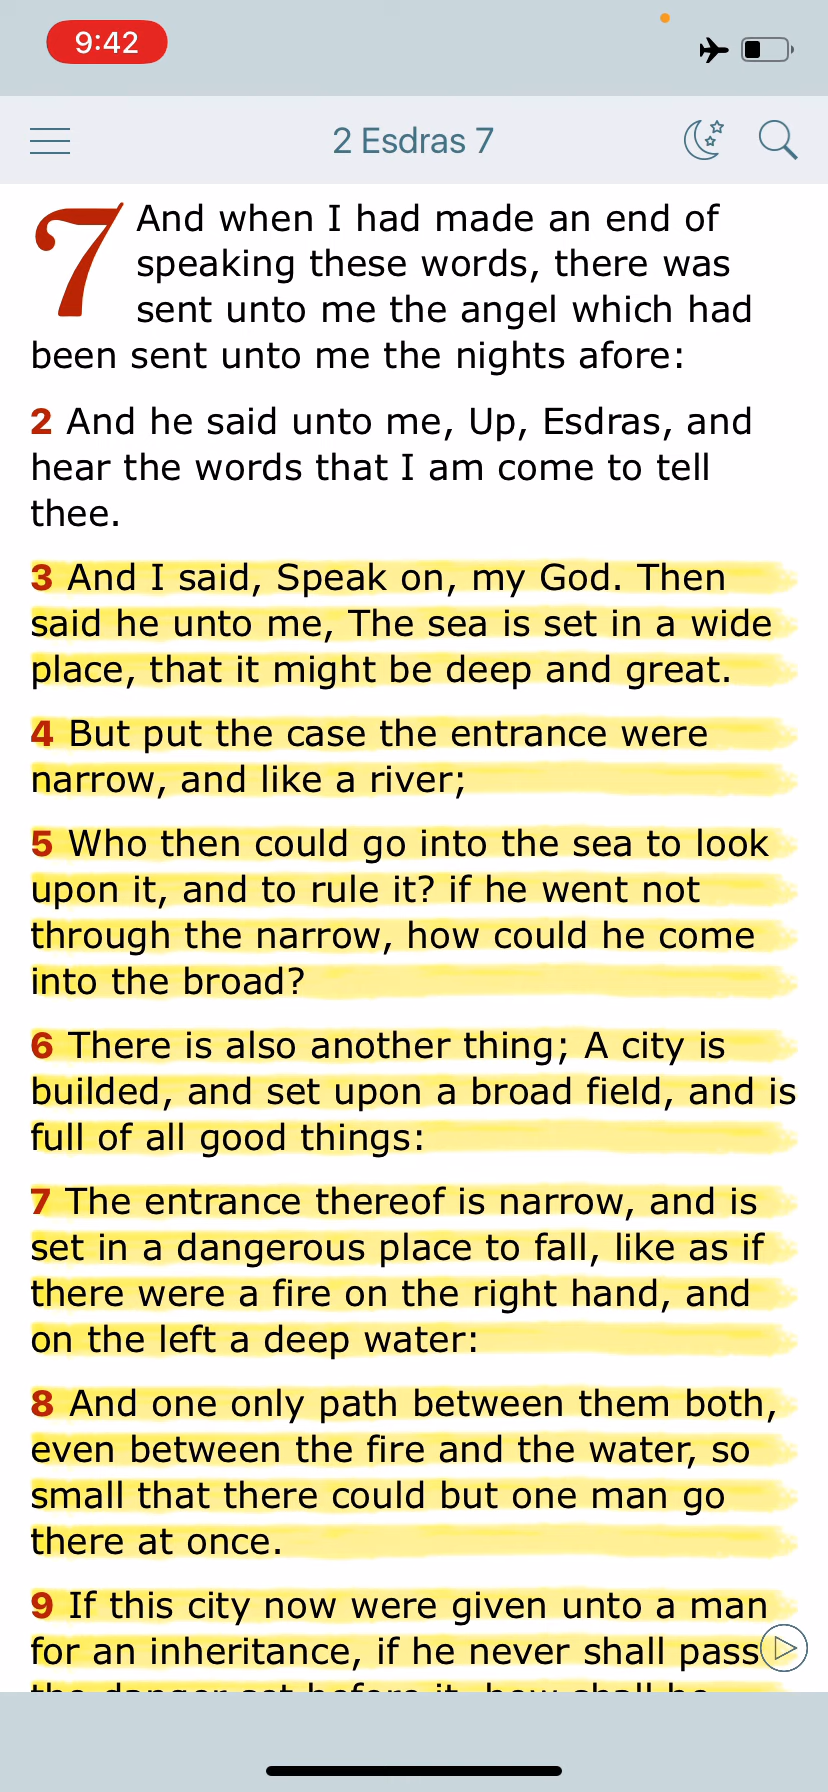 9:42
2 Esdras 7
7 And when I had made an end of
speaking these words, there was
sent unto me the angel which had
been sent unto me the nights afore:
2 And he said unto me, Up, Esdras, and
hear the words that I am come to tell
thee.
3 And I said, Speak on, my God. Then
said he unto me, The sea is set in a wide
place, that it might be deep and great.
4 But put the case the entrance were
narrow, and like a river;
5 Who then could go into the sea to look
upon it, and to rule it? if he went not
through the narrow, how could he come
into the broad?
6 There is also another thing; A city is
builded, and set upon a broad field, and is
full of all good things:
7 The entrance thereof is narrow, and is
set in a dangerous place to fall, like as if
there were a fire on the right hand, and
on the left a deep water:
8 And one only path between them both,
even between the fire and the water, so
small that there could but one man go
there at once.
9 If this city now were given unto a man
for an inheritance, if he never shall pass
the danger set before it, how shall he